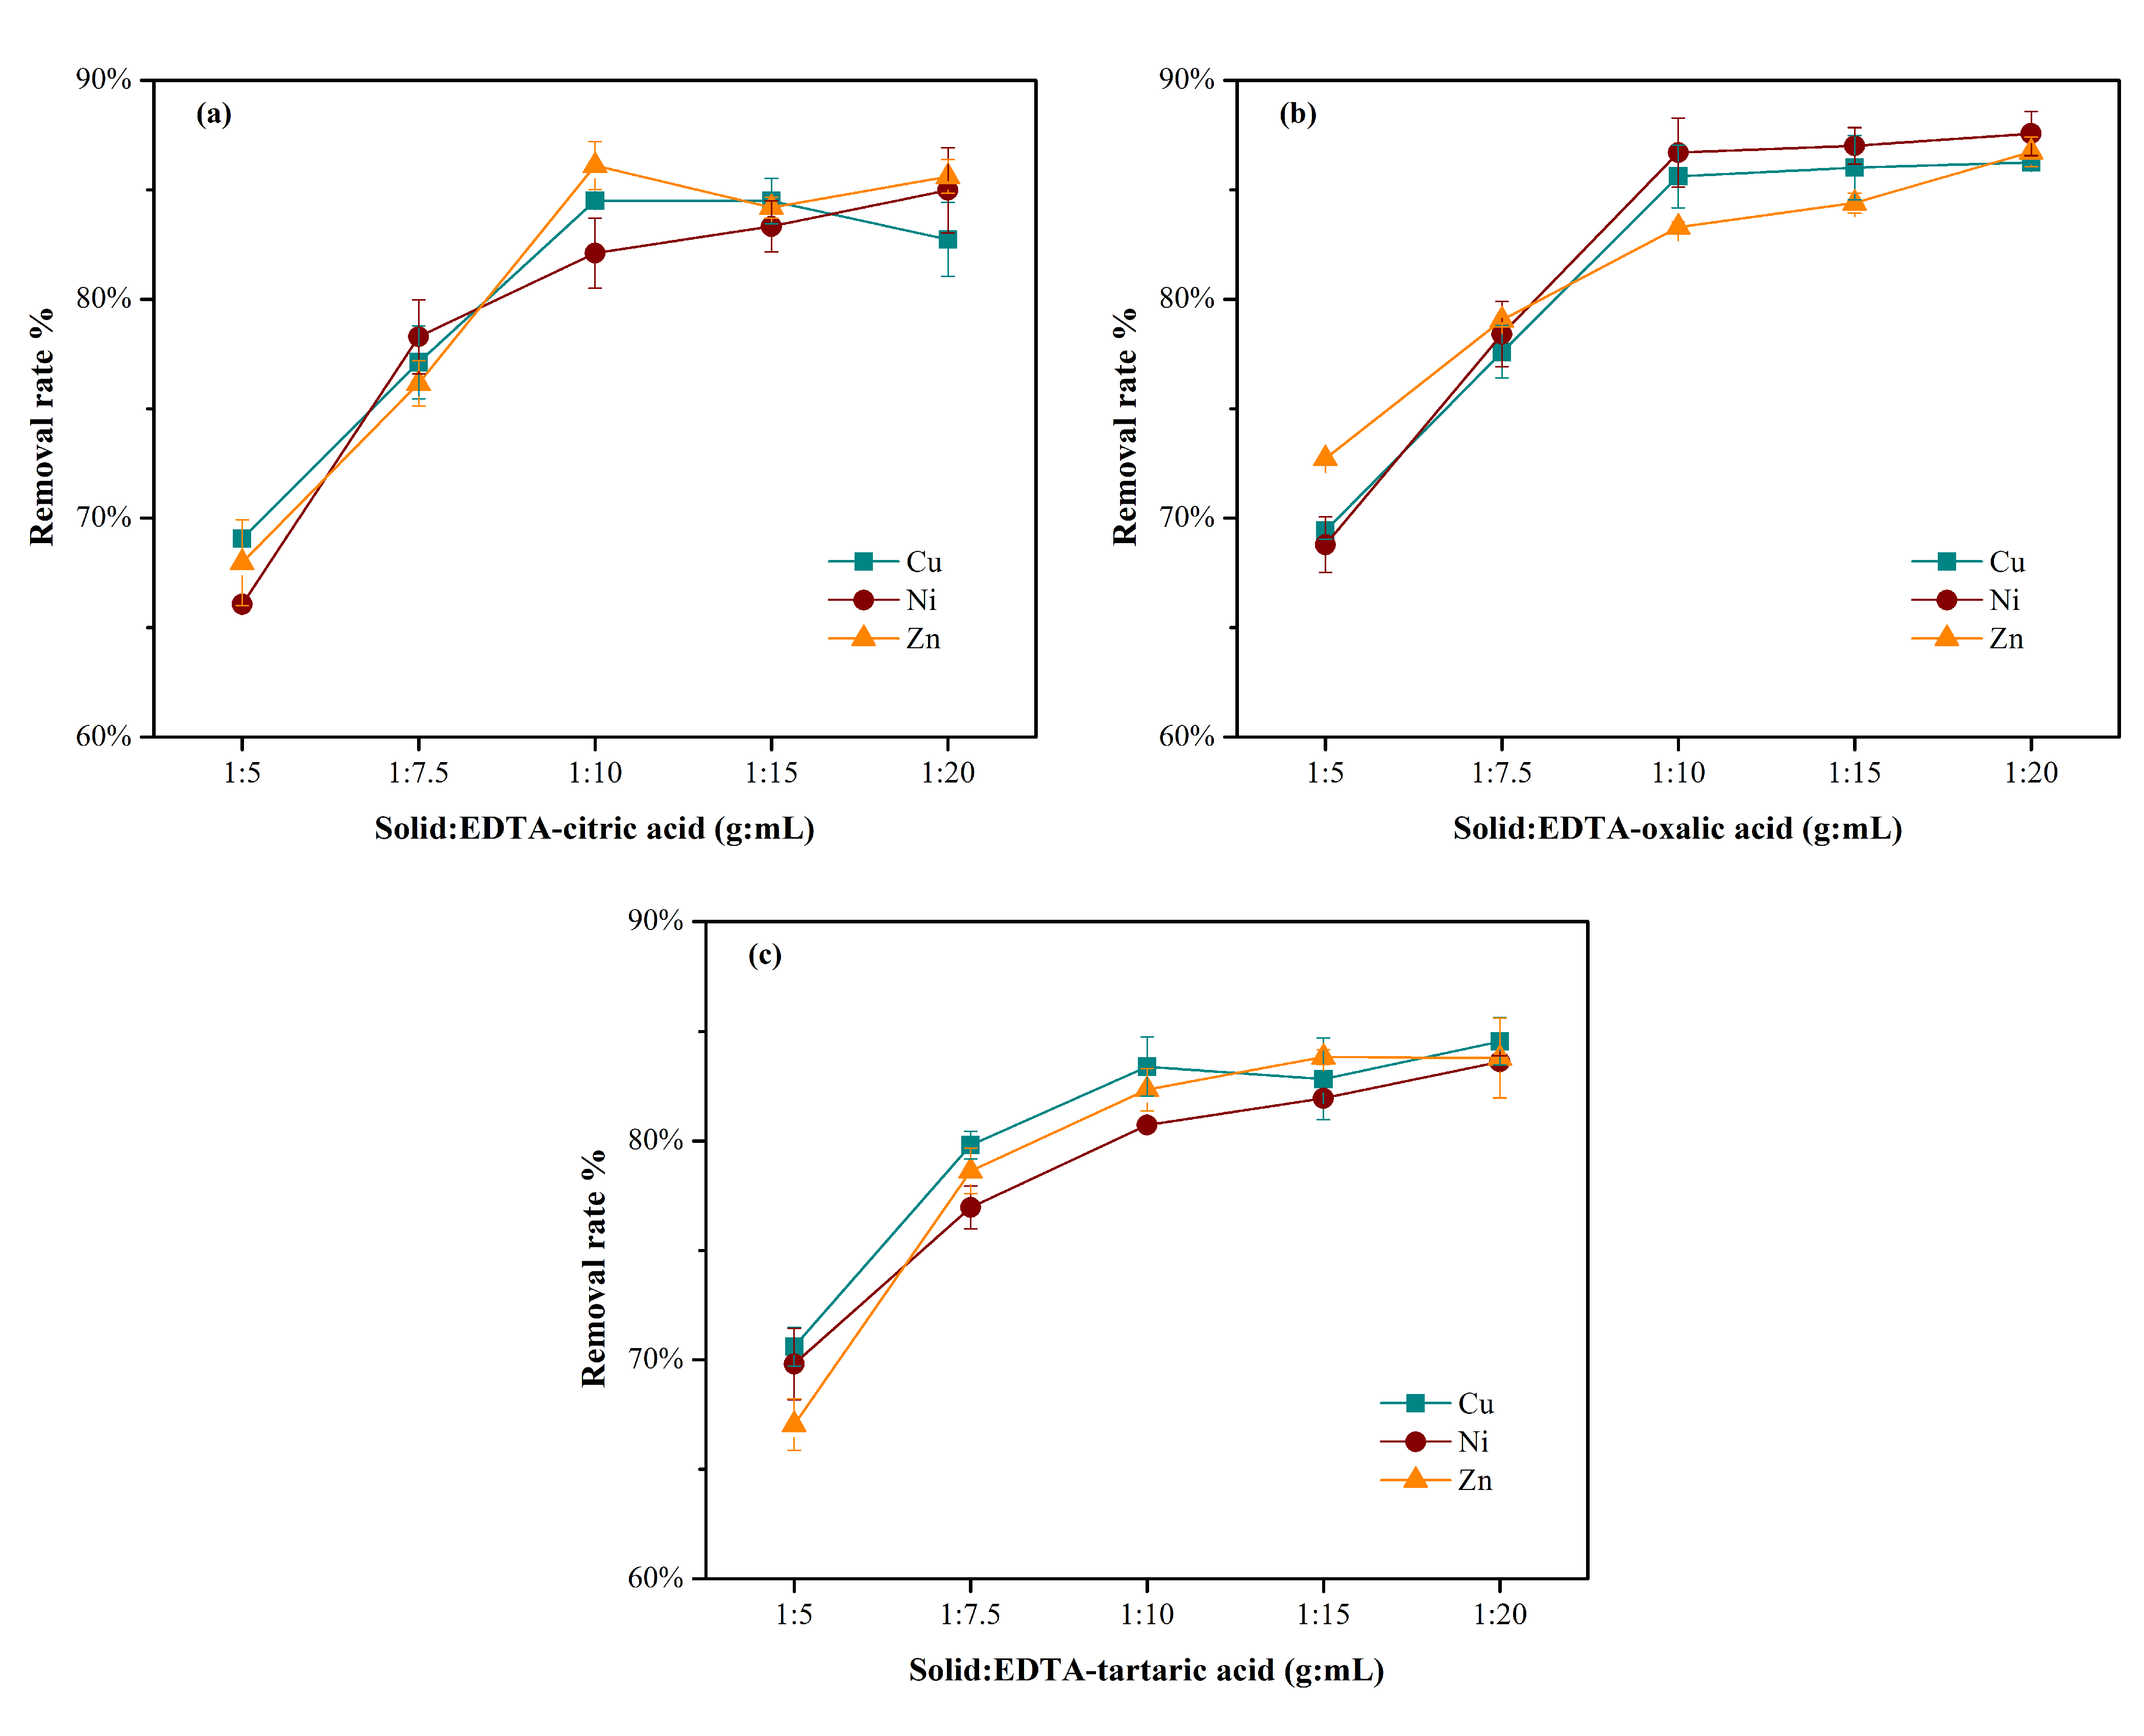 (a)
90%
80%
70%
60%
Removal rate %
Cu
Ni
Zn
1:5 1:7.5 1:10 1:15 1:20
Solid:EDTA-citric acid (g:mL)
(b)
90%
80%
70%
60%
Removal rate %
Cu
Ni
Zn
1:5 1:7.5 1:10 1:15 1:20
Solid:EDTA-oxalic acid (g:mL)
(c)
90%
80%
70%
60%
Removal rate %
Cu
Ni
Zn
1:5 1:7.5 1:10 1:15 1:20
Solid:EDTA-tartaric acid (g:mL)